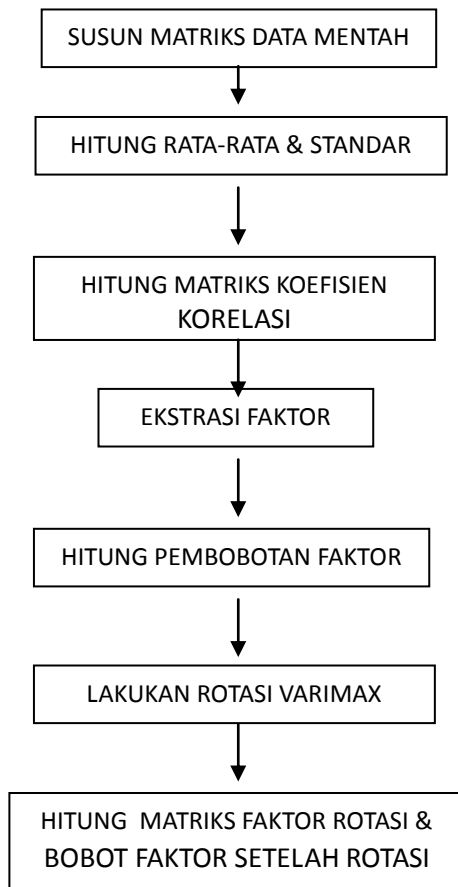 SUSUN MATRIKS DATA MENTAH
HITUNG RATA-RATA & STANDAR
HITUNG MATRIKS KOEFISIEN
KORELASI
EKSTRASI FAKTOR
HITUNG PEMBOBOTAN FAKTOR
LAKUKAN ROTASI VARIMAX
HITUNG MATRIKS FAKTOR ROTASI &
BOBOT FAKTOR SETELAH ROTASI